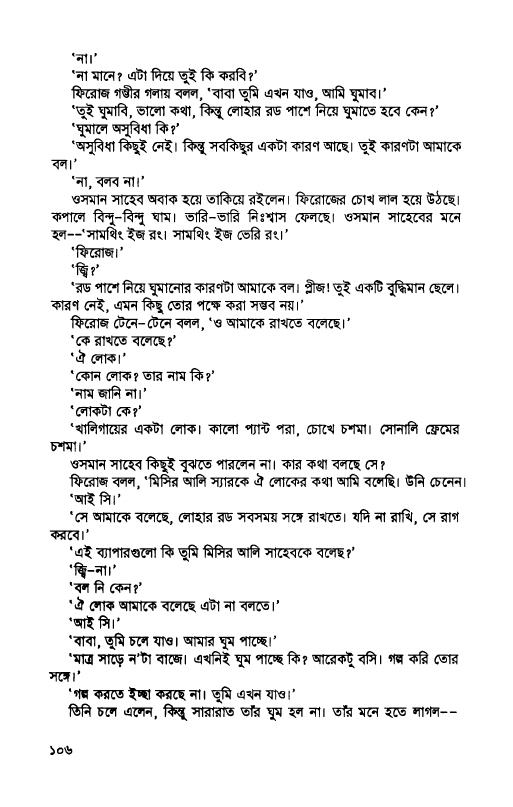 ‘না।’
‘না মানে? এটা দিয়ে তুই কি করবি?’
ফিরোজ গম্ভীর গলায় বলল, ‘বাবা তুমি এখন যাও, আমি ঘুমাব।’
‘তুই ঘুমাবি, ভালো কথা, কিন্তু লোহার রড পাশে নিয়ে ঘুমাতে হবে কেন?’
‘ঘুমালে অসুবিধা কি?’
‘অসুবিধা কিছুই নেই। কিন্তু সবকিছুর একটা কারণ আছে। তুই কারণটা আমাকে
বল।’
‘না, বলব না।’
ওসমান সাহেব অবাক হয়ে তাকিয়ে রইলেন। ফিরোজের চোখ লাল হয়ে উঠছে।
কপালে বিন্দু-বিন্দু ঘাম। ভারি-ভারি নিঃশ্বাস ফেলছে। ওসমান সাহেবের মনে
হল--‘সামথিং ইজ রং। সামথিং ইজ ভেরি রং।’
‘ফিরোজ।’
‘জ্বি?’
‘রড পাশে নিয়ে ঘুমানোর কারণটা আমাকে বল। প্লীজ! তুই একটি বুদ্ধিমান ছেলে।
কারণ নেই, এমন কিছু তোর পক্ষে করা সম্ভব নয়।’
ফিরোজ টেনে-টেনে বলল, ‘ও আমাকে রাখতে বলেছে।’
‘কে রাখতে বলেছে?’
‘ঐ লোক।’
‘কোন লোক? তার নাম কি?’
‘নাম জানি না।’
‘লোকটা কে?’
‘খালিগায়ের একটা লোক। কালো প্যান্ট পরা, চোখে চশমা। সোনালি ফ্রেমের
চশমা।’
ওসমান সাহেব কিছুই বুঝতে পারলেন না। কার কথা বলছে সে?
ফিরোজ বলল, ‘মিসির আলি স্যারকে ঐ লোকের কথা আমি বলেছি। উনি চেনেন।
‘আই সি।’
‘সে আমাকে বলেছে, লোহার রড সবসময় সঙ্গে রাখতে। যদি না রাখি, সে রাগ
করবে।’
‘এই ব্যাপারগুলো কি তুমি মিসির আলি সাহেবকে বলেছ?’
‘জ্বি-না।’
‘বল নি কেন?’
‘ঐ লোক আমাকে বলেছে এটা না বলতে।’
‘আই সি।’
‘বাবা, তুমি চলে যাও। আমার ঘুম পাচ্ছে।’
‘মাত্র সাড়ে ন’টা বাজে। এখনিই ঘুম পাচ্ছে কি? আরেকটু বসি। গল্প করি তোর
সঙ্গে।’
‘গল্প করতে ইচ্ছা করছে না। তুমি এখন যাও।’
তিনি চলে এলেন, কিন্তু সারারাত তাঁর ঘুম হল না। তাঁর মনে হতে লাগল--
১০৬